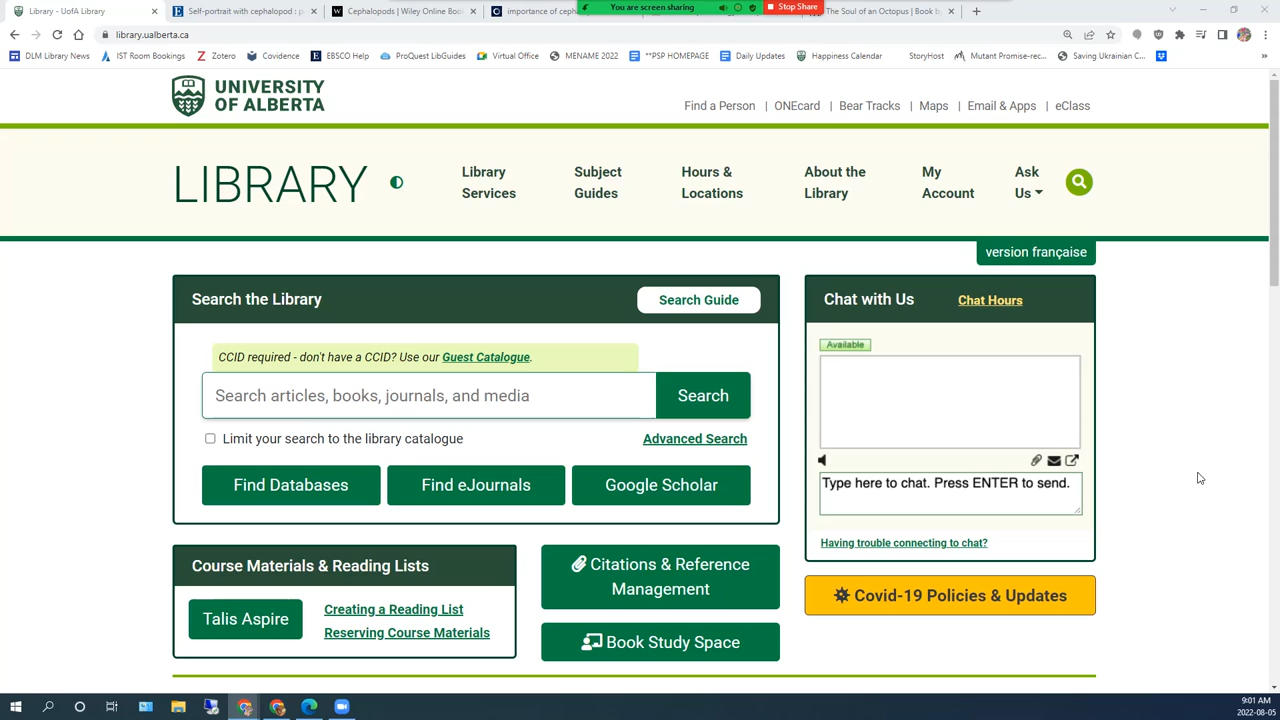 Library - UofA Library
Self-portrait with cephalopod : p
Cephalopods | Wiley Online Boo
importance of ceph
You are screen sharing
Stop Share
The Soul of an Octopus | Book b
library.ualberta.ca
DLM Library News
IST Room Bookings
Zotero
Covidence
EBSCO Help
ProQuest LibGuides
Virtual Office
MENAME 2022
**PSP HOMEPAGE
Daily Updates
Happiness Calendar
StoryHost
Mutant Promise-rec...
Saving Ukrainian C...
»
UNIVERSITY
OF ALBERTA
Find a Person | ONEcard | Bear Tracks | Maps | Email & Apps | eClass
LIBRARY
Library
Services
Subject
Guides
Hours &
Locations
About the
Library
My
Account
Ask
Us
version française
Search the Library
Search Guide
CCID required - don't have a CCID? Use our Guest Catalogue.
Search articles, books, journals, and media
Search
Limit your search to the library catalogue
Advanced Search
Find Databases
Find eJournals
Google Scholar
Chat with Us
Chat Hours
Available
Type here to chat. Press ENTER to send.
Having trouble connecting to chat?
Course Materials & Reading Lists
Talis Aspire
Creating a Reading List
Reserving Course Materials
Citations & Reference
Management
Book Study Space
Covid-19 Policies & Updates
9:01 AM
2022-08-05